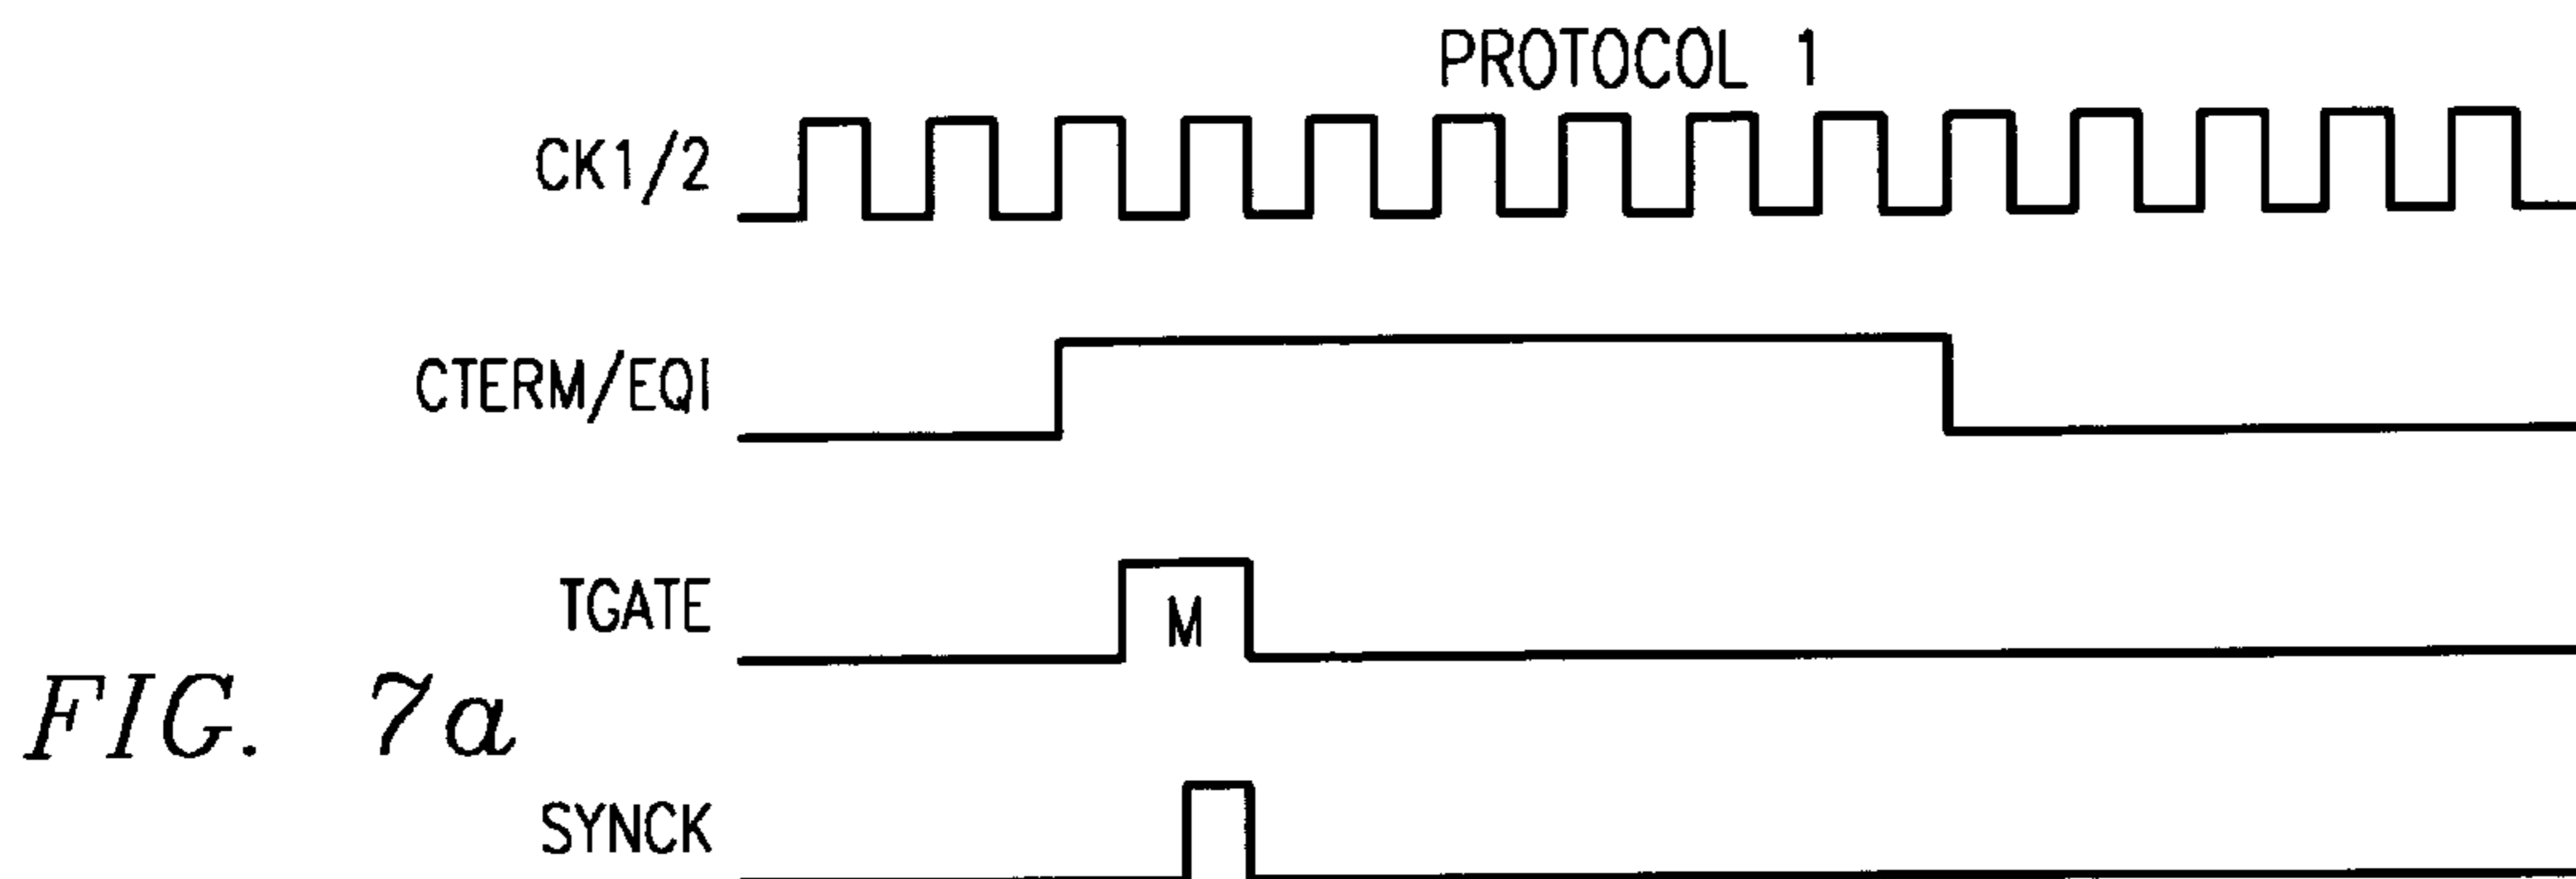 PROTOCOL 1
CK1/2
CTERM/EQI
TGATE
M
FIG. 7a
SYNCK